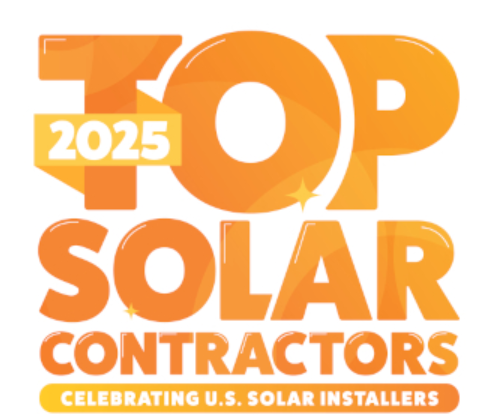 TOP
2025
SOLAR
CONTRACTORS
CELEBRATING U.S. SOLAR INSTALLERS